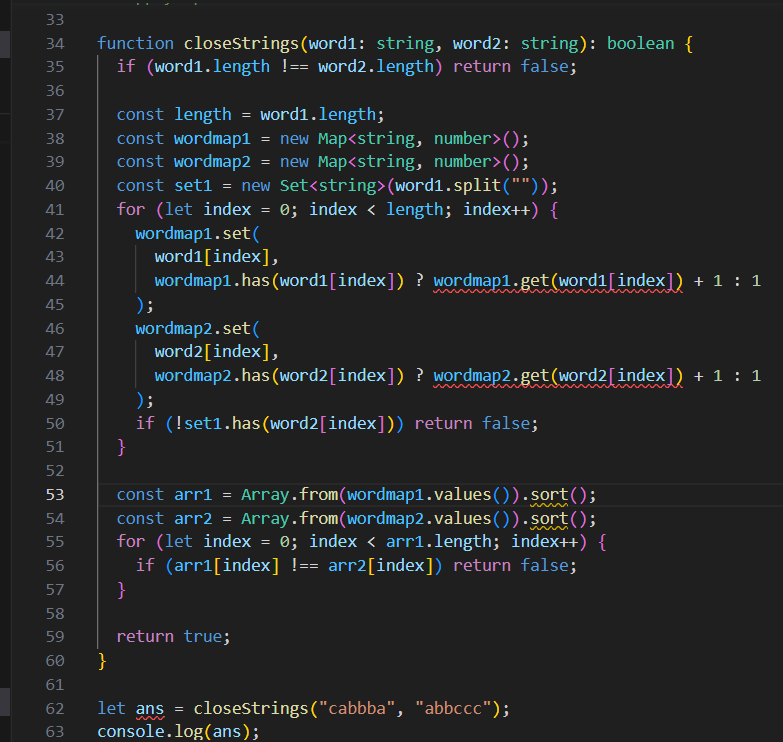 33
34 function closeStrings(word1: string, word2: string): boolean {
35 if (word1.length !== word2.length) return false;
36
37 const length = word1.length;
38 const wordmap1 = new Map<string, number>();
39 const wordmap2 = new Map<string, number>();
40 const set1 = new Set<string>(word1.split(""));
41 for (let index = 0; index < length; index++) {
42 wordmap1.set(
43 word1[index],
44 wordmap1.has(word1[index]) ? wordmap1.get(word1[index]) + 1 : 1
45 );
46 wordmap2.set(
47 word2[index],
48 wordmap2.has(word2[index]) ? wordmap2.get(word2[index]) + 1 : 1
49 );
50 if (!set1.has(word2[index])) return false;
51 }
52
53 const arr1 = Array.from(wordmap1.values()).sort();
54 const arr2 = Array.from(wordmap2.values()).sort();
55 for (let index = 0; index < arr1.length; index++) {
56 if (arr1[index] !== arr2[index]) return false;
57 }
58
59 return true;
60 }
61
62 let ans = closeStrings("cabbba", "abbccc");
63 console.log(ans);